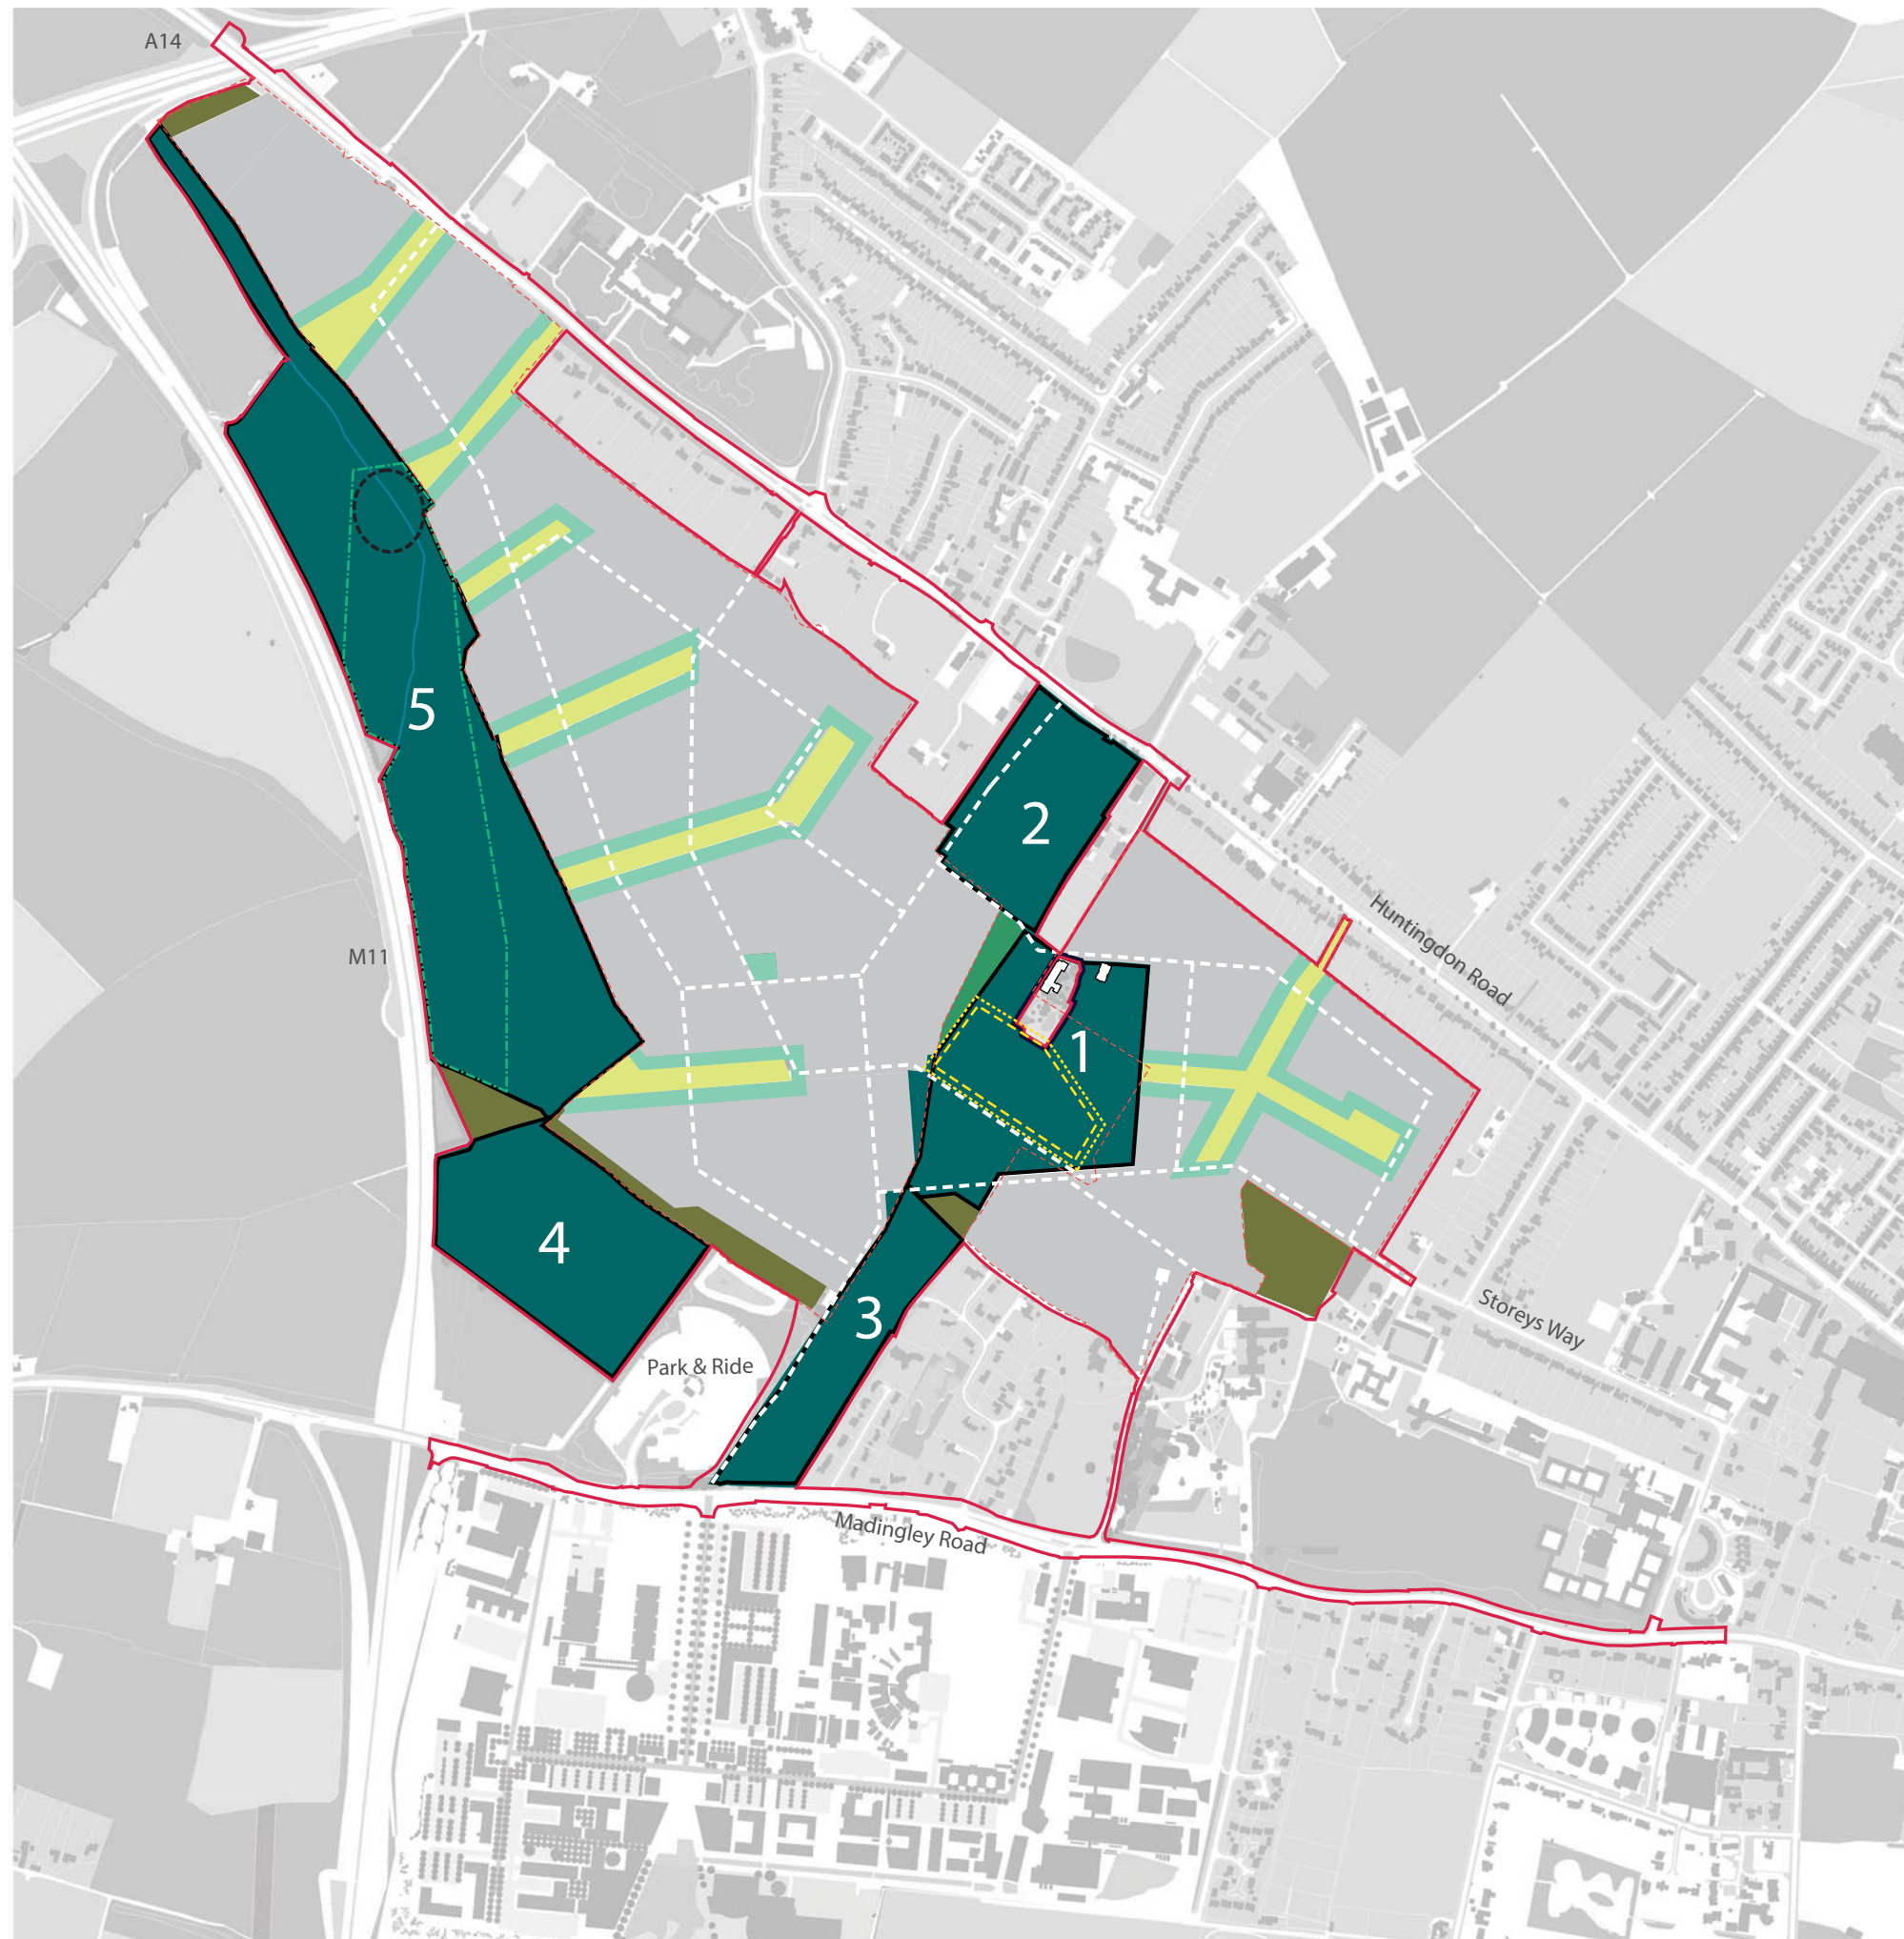 A14
5
2
Huntingdon Road
M11
1
4
3
Storeys Way
Park & Ride
Madingley Road